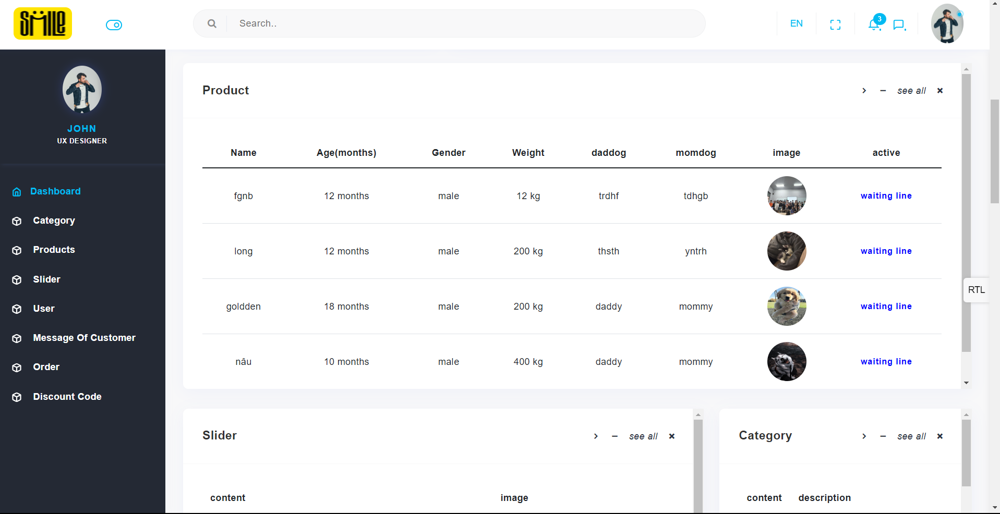 Smile
Search..
EN
3
JOHN
UX DESIGNER
Dashboard
Category
Products
Slider
User
Message Of Customer
Order
Discount Code
Product
see all
Name Age(months) Gender Weight daddog momdog image active
fgnb 12 months male 12 kg trdhf tdhgb waiting line
long 12 months male 200 kg thsth yntrh waiting line
goldden 18 months male 200 kg daddy mommy waiting line
nâu 10 months male 400 kg daddy mommy waiting line
RTL
Slider
see all
content image
Category
see all
content description